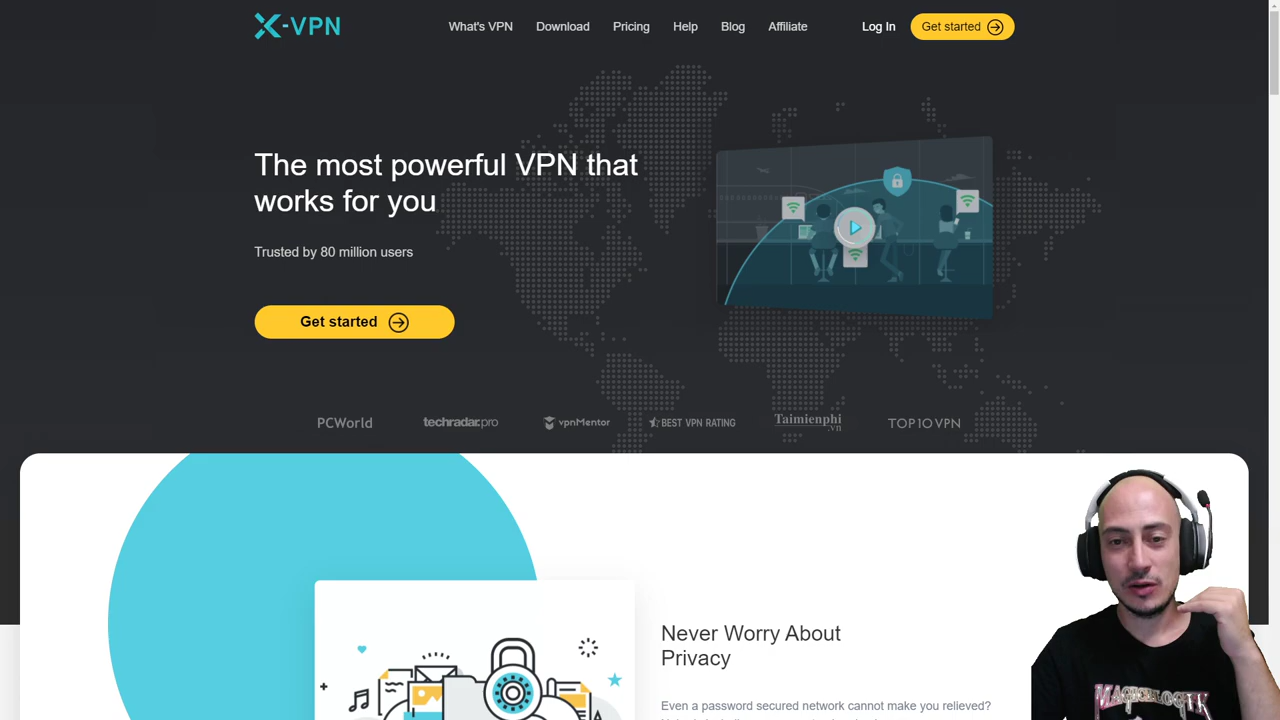 X-VPN
What's VPN Download Pricing Help Blog Affiliate Log In Get started
The most powerful VPN that
works for you
Trusted by 80 million users
Get started
PCWorld techradar.pro vpnMentor BEST VPN RATING Taimienphi TOP10VPN
.vn
Never Worry About
Privacy
Even a password secured network cannot make you relieved?